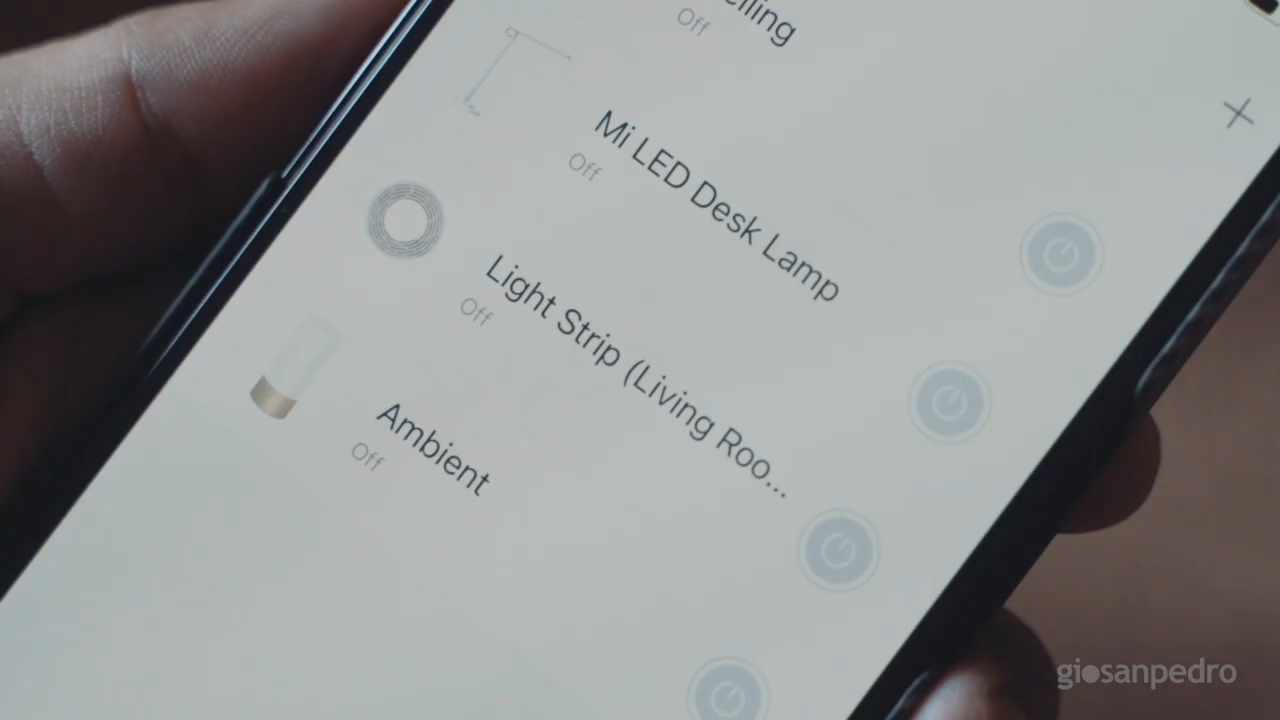 Off
Mi LED Desk Lamp
Off
Light Strip (Living Roo...
Off
Ambient
Off
giosanpedro